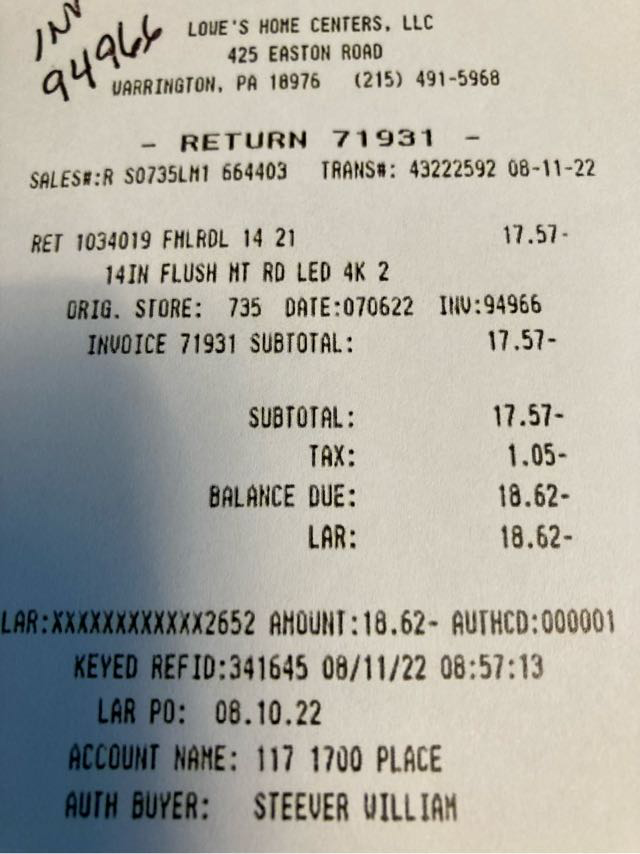 INV
94966
LOWE'S HOME CENTERS, LLC
425 EASTON ROAD
WARRINGTON, PA 18976 (215) 491-5968
- RETURN 71931 -
SALES#:R S0735LM1 664403 TRANS#: 43222592 08-11-22
RET 1034019 FMLRDL 14 21 17.57-
14IN FLUSH MT RD LED 4K 2
ORIG. STORE: 735 DATE:070622 INV:94966
INVOICE 71931 SUBTOTAL: 17.57-
SUBTOTAL: 17.57-
TAX: 1.05-
BALANCE DUE: 18.62-
LAR: 18.62-
LAR:XXXXXXXXXXXX2652 AMOUNT:18.62- AUTHCD:000001
KEYED REFID:341645 08/11/22 08:57:13
LAR PO: 08.10.22
ACCOUNT NAME: 117 1700 PLACE
AUTH BUYER: STEEVER WILLIAM